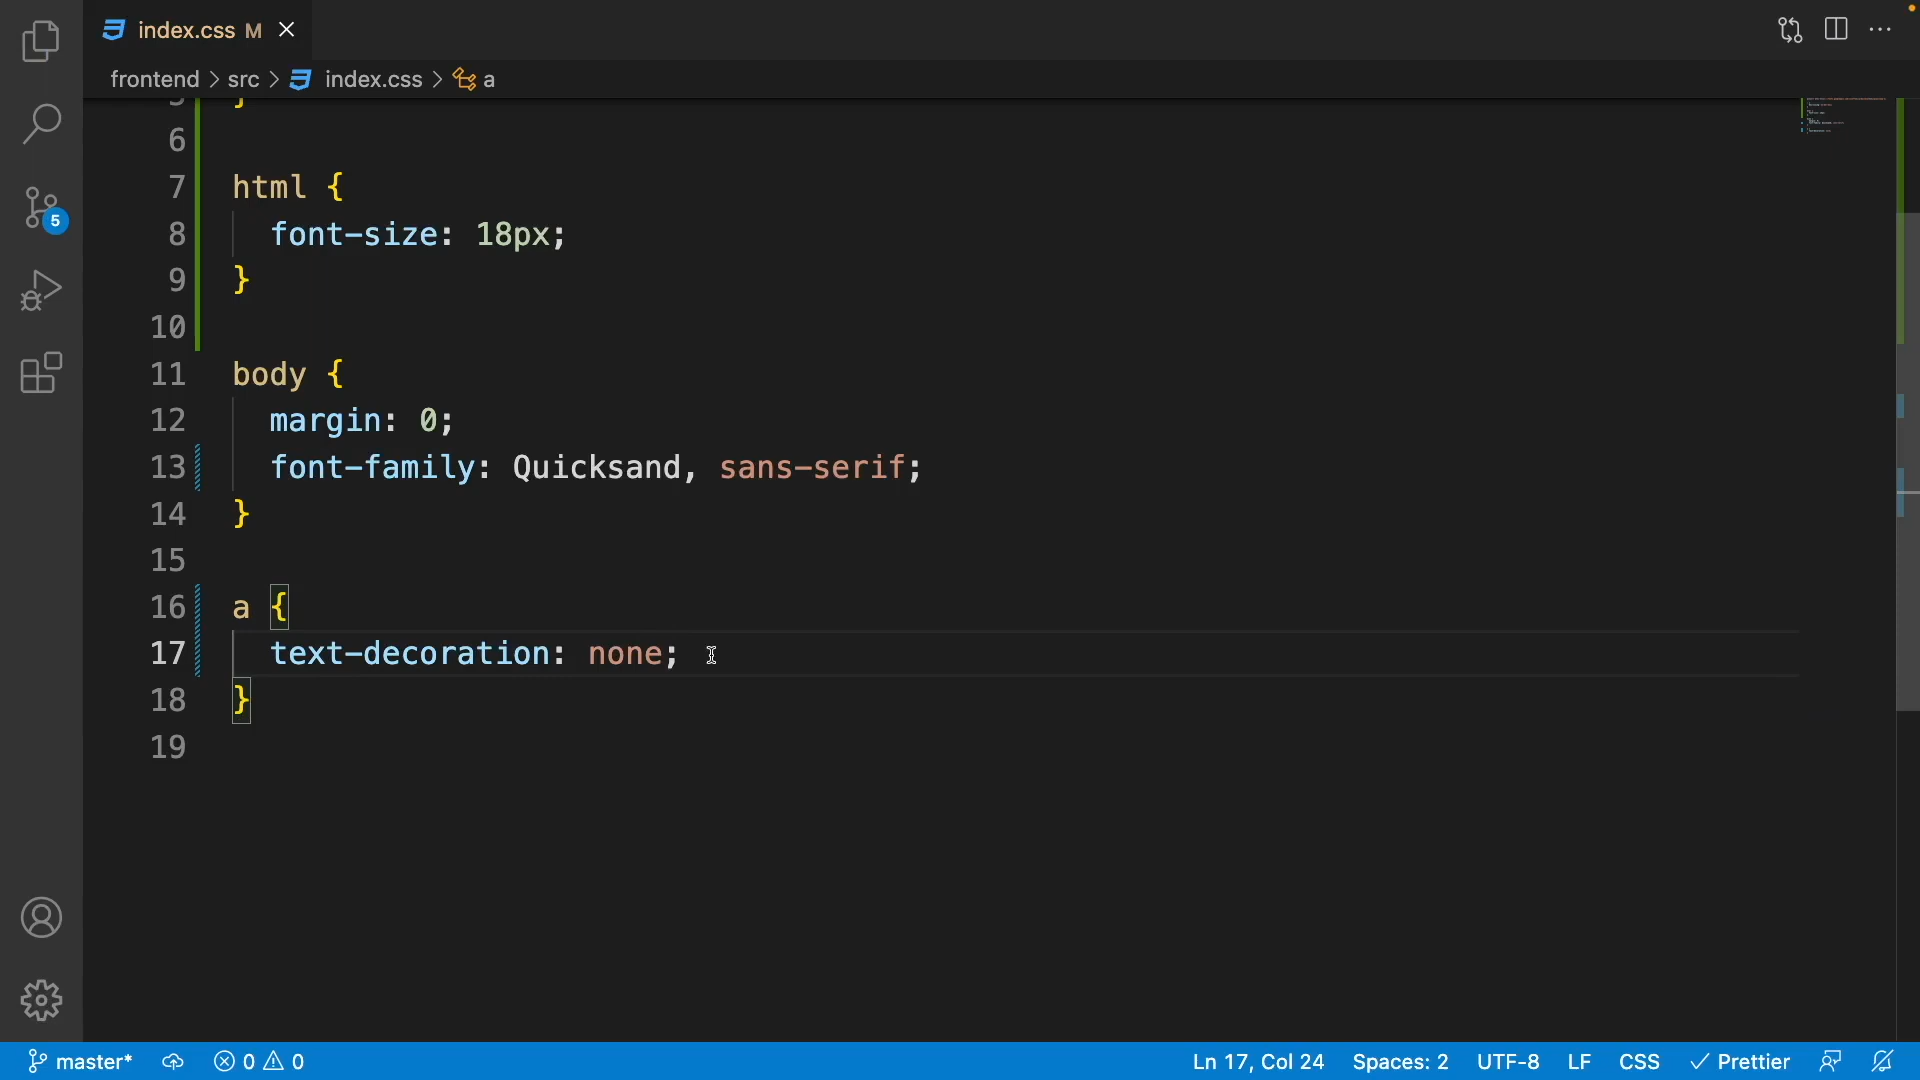 index.css M
frontend > src > index.css > a
5 }
6
7 html {
8 font-size: 18px;
9 }
10
11 body {
12 margin: 0;
13 font-family: Quicksand, sans-serif;
14 }
15
16 a {
17 text-decoration: none;
18 }
19
5
master* 0 0 Ln 17, Col 24 Spaces: 2 UTF-8 LF CSS Prettier